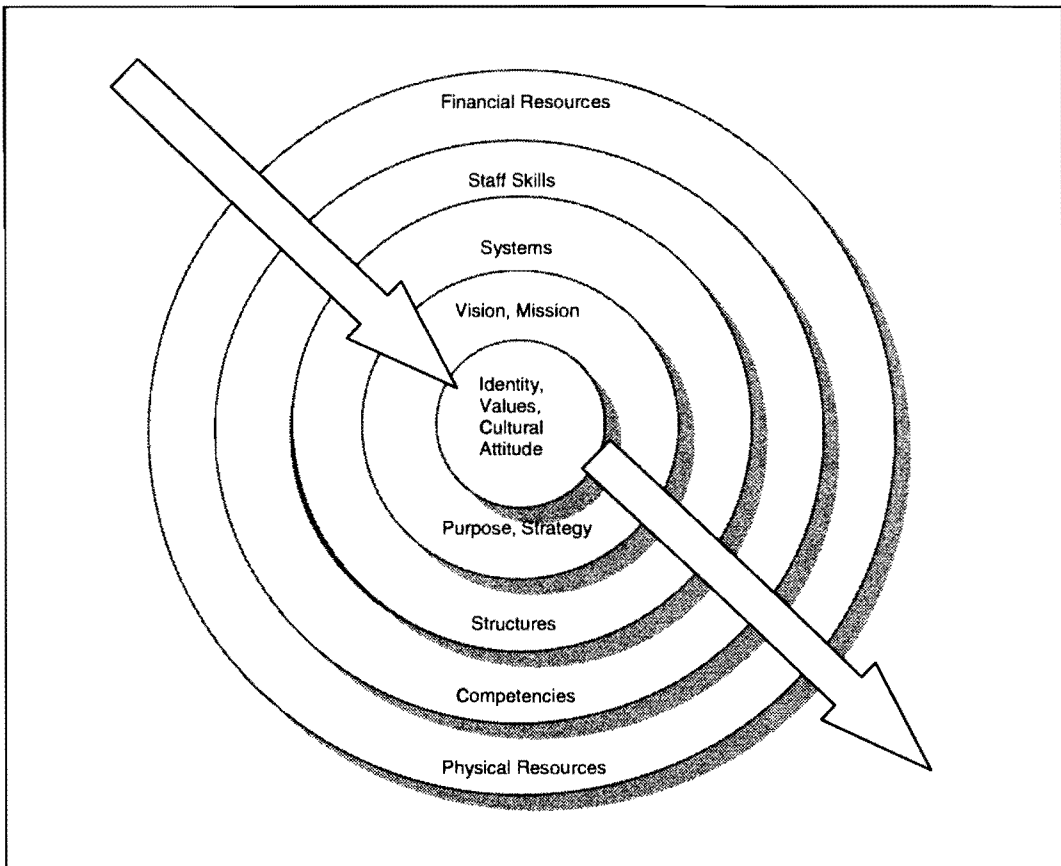 Financial Resources
Staff Skills
Systems
Vision, Mission
Identity,
Values,
Cultural
Attitude
Purpose, Strategy
Structures
Competencies
Physical Resources